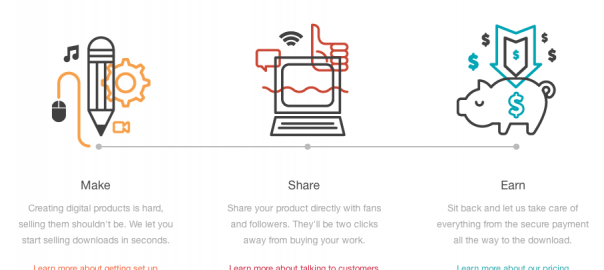 Make
Creating digital products is hard,
selling them shouldn't be. We let you
start selling downloads in seconds.
Learn more about getting set up
Share
Share your product directly with fans
and followers. They'll be two clicks
away from buying your work.
Learn more about talking to customers
Earn
Sit back and let us take care of
everything from the secure payment
all the way to the download.
Learn more about our pricing